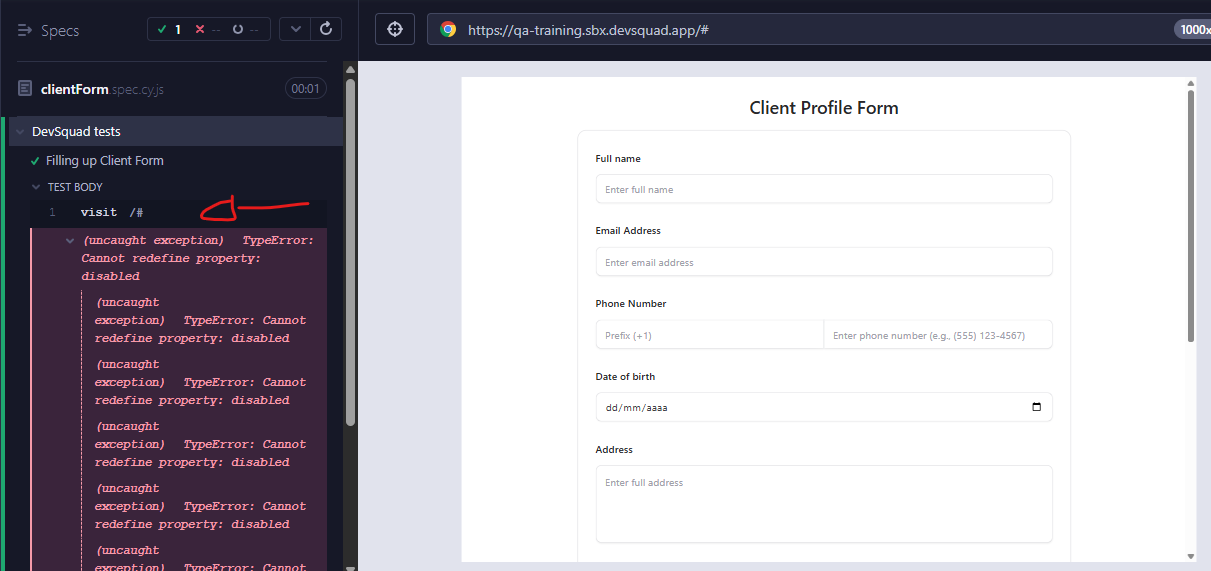 Specs
1 -- --
clientForm.spec.cy.js
00:01
DevSquad tests
Filling up Client Form
TEST BODY
1 visit /#
(uncaught exception) TypeError:
Cannot redefine property:
disabled
(uncaught
exception) TypeError: Cannot
redefine property: disabled
(uncaught
exception) TypeError: Cannot
redefine property: disabled
(uncaught
exception) TypeError: Cannot
redefine property: disabled
(uncaught
exception) TypeError: Cannot
redefine property: disabled
(uncaught
exception) TypeError: Cannot
https://qa-training.sbx.devsquad.app/#
1000x
Client Profile Form
Full name
Enter full name
Email Address
Enter email address
Phone Number
Prefix (+1)
Enter phone number (e.g., (555) 123-4567)
Date of birth
dd/mm/aaaa
Address
Enter full address